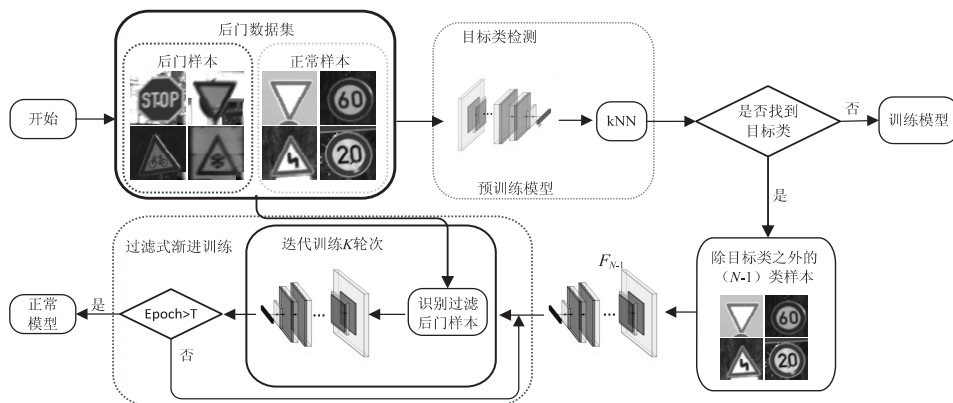 后门数据集
后门样本
正常样本
STOP
60
20
开始
目标类检测
kNN
预训练模型
是否找到
目标类
否
训练模型
是
除目标类之外的
（N-1）类样本
60
20
F_{N-1}
过滤式渐进训练
迭代训练K轮次
识别过滤
后门样本
Epoch>T
是
否
正常
模型